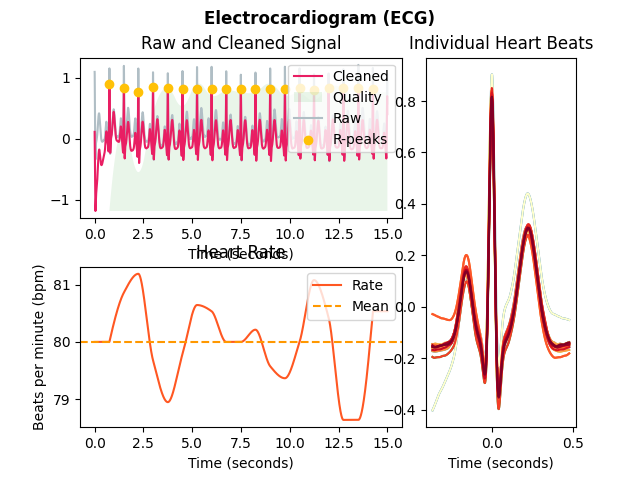 Electrocardiogram (ECG)
Raw and Cleaned Signal
1
0
−1
Cleaned
Quality
Raw
R-peaks
0.0 2.5 5.0 7.5 10.0 12.5 15.0
Time (seconds)
Heart Rate
Beats per minute (bpm)
81
80
79
Rate
Mean
0.0 2.5 5.0 7.5 10.0 12.5 15.0
Time (seconds)
Individual Heart Beats
0.8
0.6
0.4
0.2
0.0
−0.2
−0.4
0.0 0.5
Time (seconds)